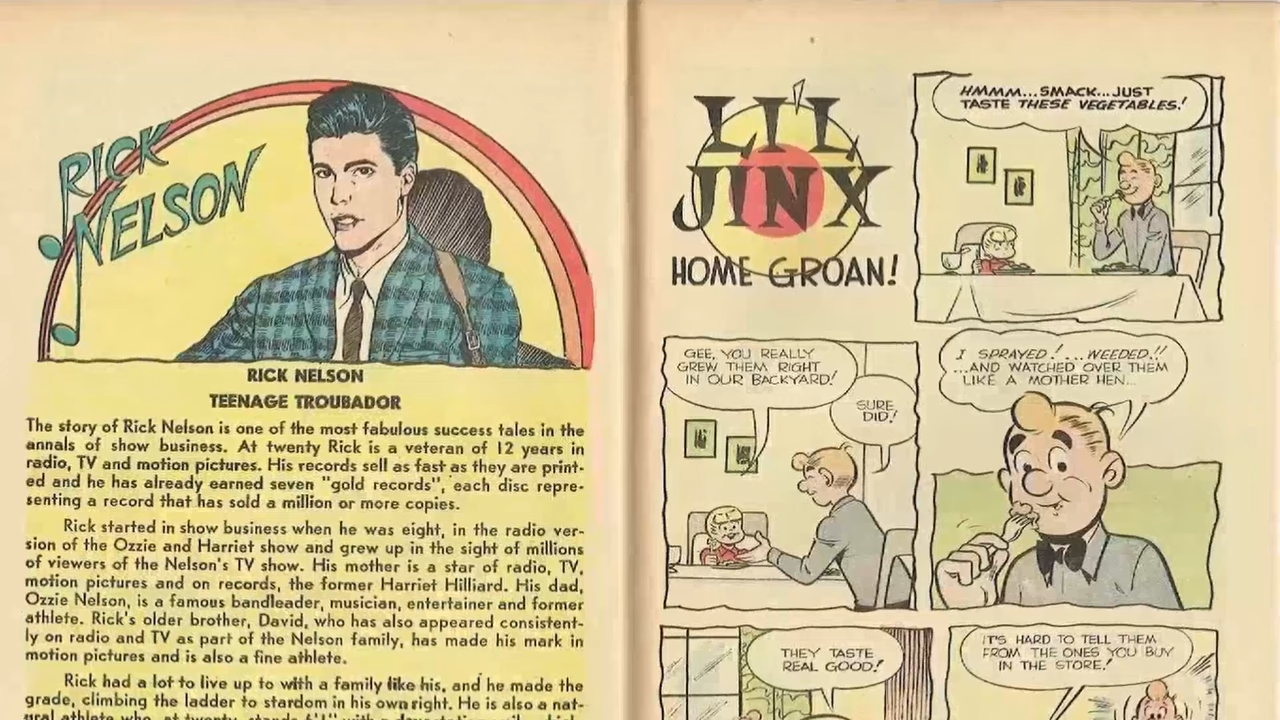 RICK
NELSON
RICK NELSON
TEENAGE TROUBADOR
The story of Rick Nelson is one of the most fabulous success tales in the
annals of show business. At twenty Rick is a veteran of 12 years in
radio, TV and motion pictures. His records sell as fast as they are print-
ed and he has already earned seven "gold records", each disc repre-
senting a record that has sold a million or more copies.
Rick started in show business when he was eight, in the radio ver-
sion of the Ozzie and Harriet show and grew up in the sight of millions
of viewers of the Nelson's TV show. His mother is a star of radio, TV,
motion pictures and on records, the former Harriet Hilliard. His dad,
Ozzie Nelson, is a famous bandleader, musician, entertainer and former
athlete. Rick's older brother, David, who has also appeared consistent-
ly on radio and TV as part of the Nelson family, has made his mark in
motion pictures and is also a fine athlete.
Rick had a lot to live up to with a family like his, and he made the
grade, climbing the ladder to stardom in his own right. He is also a nat-
ural athlete who, at twenty, stands
LI'L
JINX
HOME GROAN!
HMMM...SMACK...JUST
TASTE THESE VEGETABLES!
GEE, YOU REALLY
GREW THEM RIGHT
IN OUR BACKYARD!
SURE
DID!
I SPRAYED!...WEEDED!!
...AND WATCHED OVER THEM
LIKE A MOTHER HEN...
THEY TASTE
REAL GOOD!
IT'S HARD TO TELL THEM
FROM THE ONES YOU BUY
IN THE STORE!